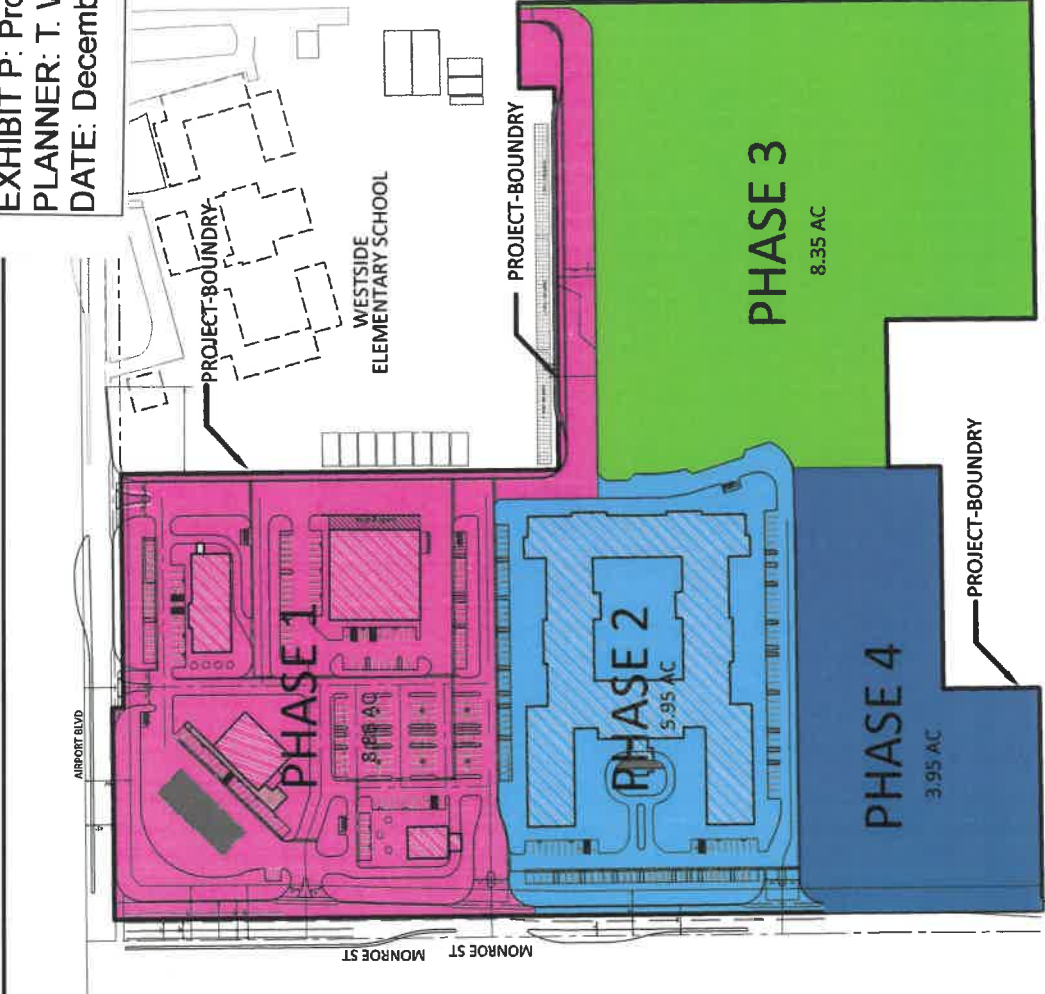 EXHIBIT P: Pro
PLANNER: T. V
DATE: Decemb
AIRPORT BLVD
PROJECT-BOUNDRY
WESTSIDE
ELEMENTARY SCHOOL
PROJECT-BOUNDRY
PHASE 1
PHASE 2
5.95 AC
PHASE 3
8.35 AC
PHASE 4
3.95 AC
PROJECT-BOUNDRY
MONROE ST
MONROE ST